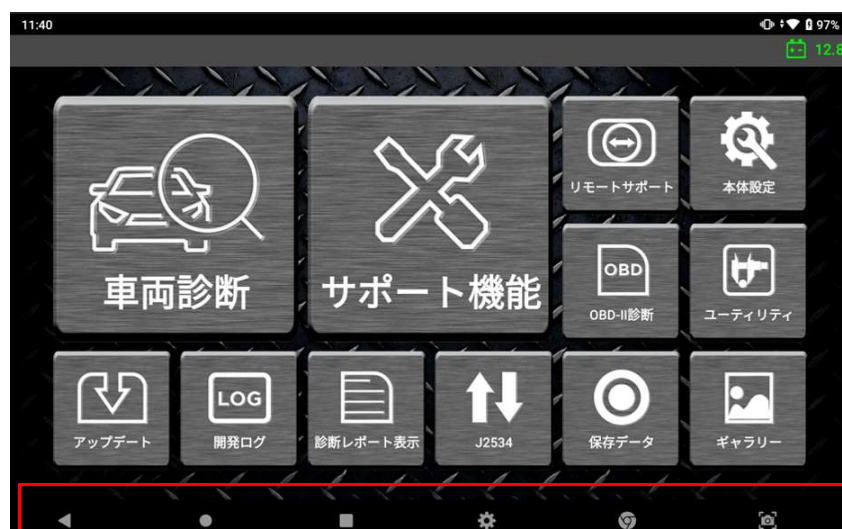 11:40
97%
12.8
車両診断
サポート機能
リモートサポート
本体設定
OBD
OBD-II診断
ユーティリティ
アップデート
LOG
開発ログ
診断レポート表示
J2534
保存データ
ギャラリー